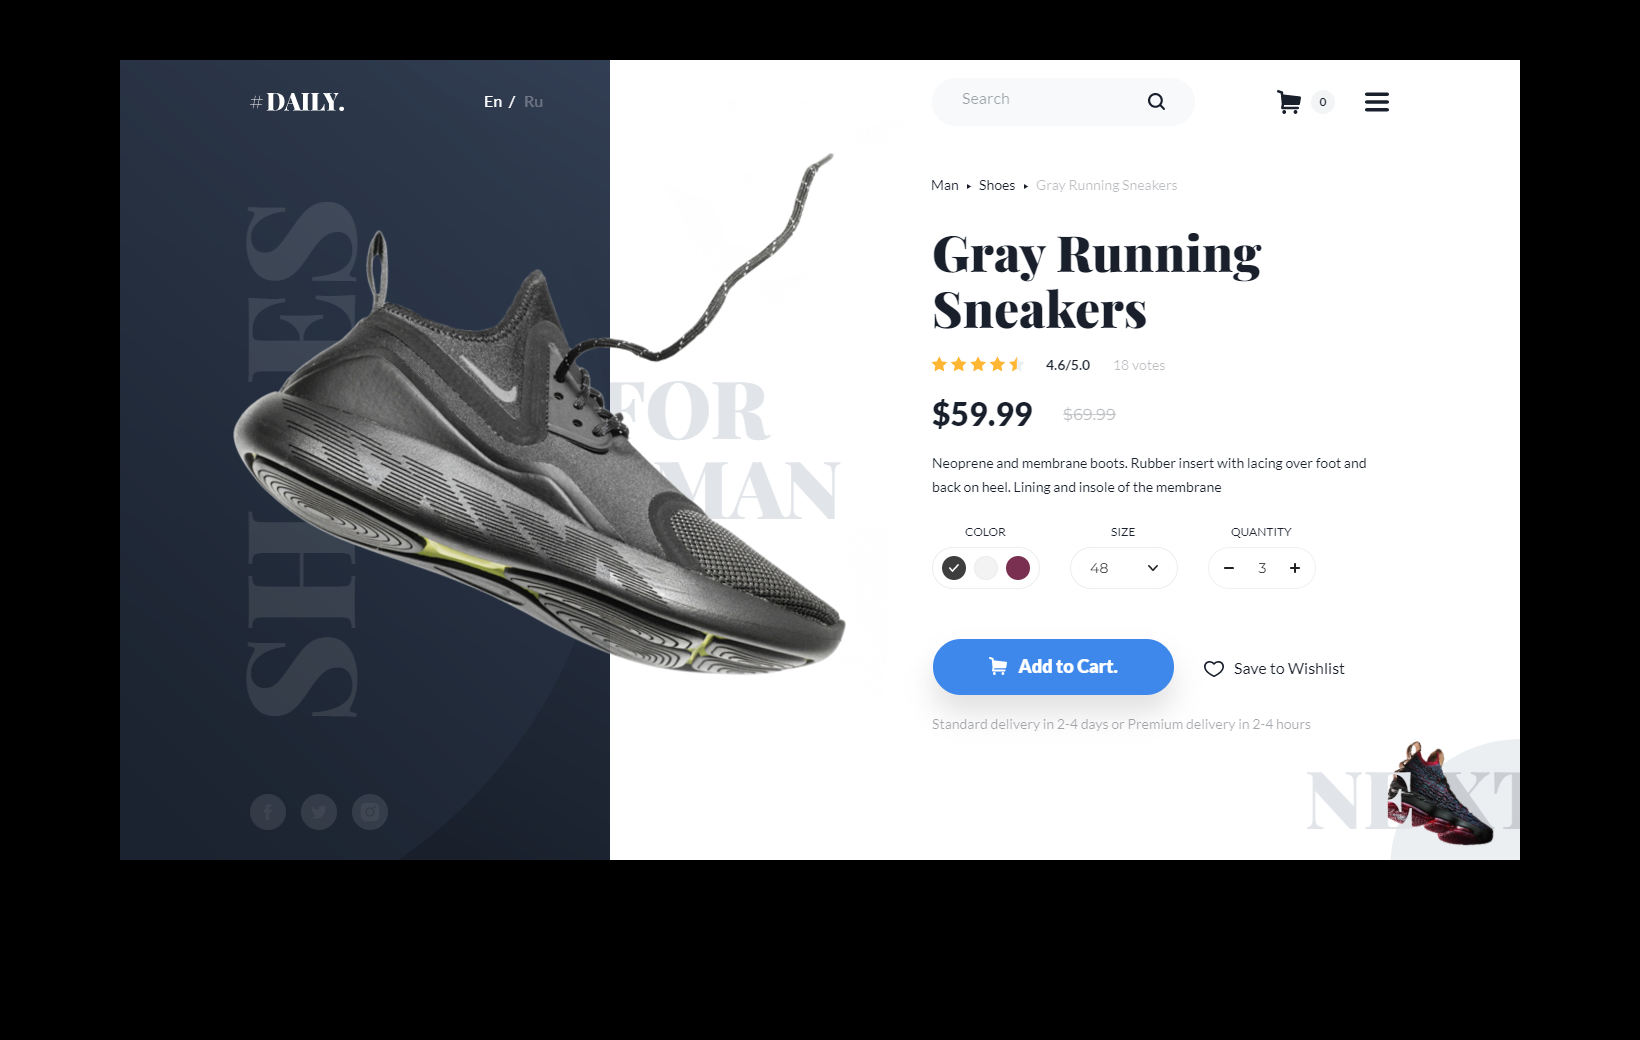 #DAILY.
En / Ru
Search
0
SHOES
FOR
MAN
Man ▸ Shoes ▸ Gray Running Sneakers
Gray Running
Sneakers
4.6/5.0 18 votes
$59.99 $69.99
Neoprene and membrane boots. Rubber insert with lacing over foot and
back on heel. Lining and insole of the membrane
COLOR SIZE QUANTITY
48 − 3 +
Add to Cart. Save to Wishlist
Standard delivery in 2-4 days or Premium delivery in 2-4 hours
NEXT